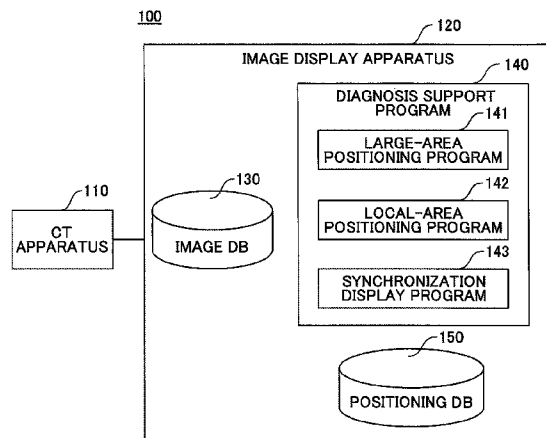 100
120
IMAGE DISPLAY APPARATUS
140
DIAGNOSIS SUPPORT
PROGRAM
141
LARGE-AREA
POSITIONING PROGRAM
142
LOCAL-AREA
POSITIONING PROGRAM
143
SYNCHRONIZATION
DISPLAY PROGRAM
130
IMAGE DB
110
CT
APPARATUS
150
POSITIONING DB